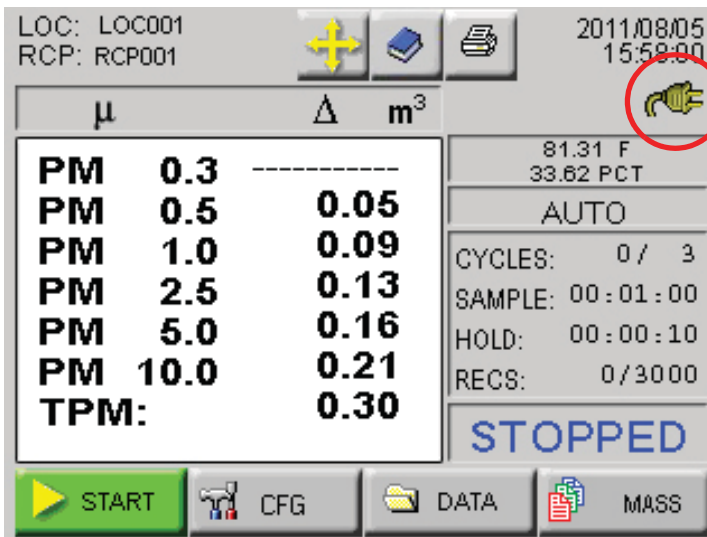 LOC: LOC001
RCP: RCP001
2011/08/05
15:58:00
µ Δ m³
PM 0.3 -----------
PM 0.5 0.05
PM 1.0 0.09
PM 2.5 0.13
PM 5.0 0.16
PM 10.0 0.21
TPM: 0.30
81.31 F
33.62 PCT
AUTO
CYCLES: 0/ 3
SAMPLE: 00:01:00
HOLD: 00:00:10
RECS: 0/3000
STOPPED
START CFG DATA MASS